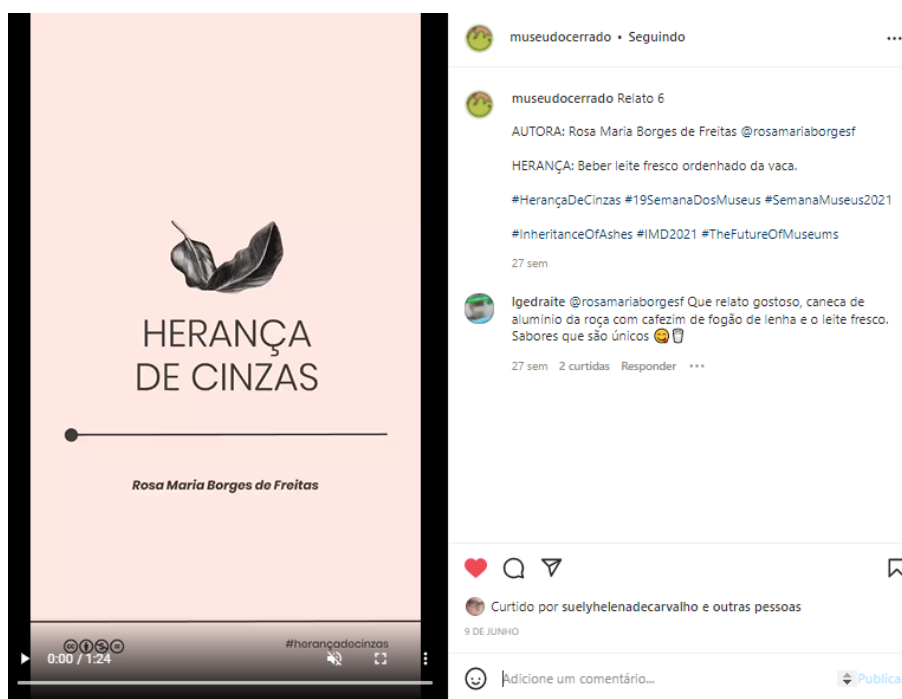 HERANÇA
DE CINZAS
Rosa Maria Borges de Freitas
#herançadecinzas
0:00 / 1:24
museudocerrado • Seguindo
museudocerrado Relato 6
AUTORA: Rosa Maria Borges de Freitas @rosamariaborgesf
HERANÇA: Beber leite fresco ordenhado da vaca.
#HerançaDeCinzas #19SemanaDosMuseus #SemanaMuseus2021
#InheritanceOfAshes #IMD2021 #TheFutureOfMuseums
27 sem
lgedraite @rosamariaborgesf Que relato gostoso, caneca de
aluminio da roça com cafezim de fogão de lenha e o leite fresco.
Sabores que são únicos 😋🥛
27 sem 2 curtidas Responder
Curtido por suelyhelenadecarvalho e outras pessoas
9 DE JUNHO
Adicione um comentário...
Publica